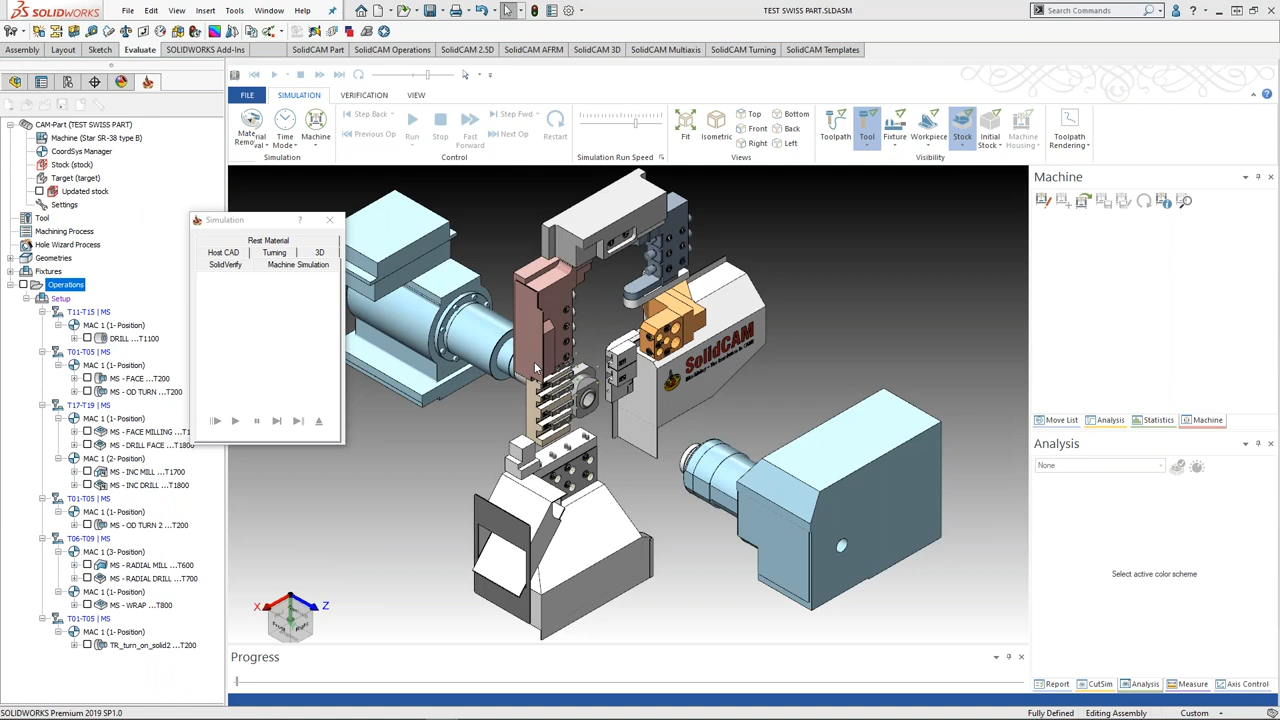 SOLIDWORKS File Edit View Insert Tools Window Help TEST SWISS PART.SLDASM Search Commands
Assembly Layout Sketch Evaluate SOLIDWORKS Add-Ins SolidCAM Part SolidCAM Operations SolidCAM 2.5D SolidCAM AFRM SolidCAM 3D SolidCAM Multiaxis SolidCAM Turning SolidCAM Templates
FILE SIMULATION VERIFICATION VIEW
Step Back Previous Op Run Stop Fast Forward Step Fwd Next Op Restart
Material Remo Time Mode Machine
Isometric Top Front Right Bottom Back Left
Toolpath Tool Fixture Workpiece Stock Initial Stock Machine Housing Toolpath Rendering
Simulation Control Simulation Run Speed Views Visibility
CAM-Part (TEST SWISS PART)
Machine (Star SR-38 type B)
CoordSys Manager
Stock (stock)
Target (target)
Updated stock
Settings
Tool
Machining Process
Hole Wizard Process
Geometries
Fixtures
Operations
Setup
T11-T15 | MS
MAC 1 (1- Position)
DRILL ...T1100
T01-T05 | MS
MAC 1 (1- Position)
MS - FACE ...T200
MS - OD TURN ...T200
T17-T19 | MS
MAC 1 (1- Position)
MS - FACE MILLING ...T1
MS - DRILL FACE ...T1800
MAC 1 (2- Position)
MS - INC MILL ...T1700
MS - INC DRILL ...T1800
T01-T05 | MS
MAC 1 (1- Position)
MS - OD TURN 2 ...T200
T06-T09 | MS
MAC 1 (3- Position)
MS - RADIAL MILL ...T600
MS - RADIAL DRILL ...T700
MAC 1 (1- Position)
MS - WRAP ...T800
T01-T05 | MS
MAC 1 (1- Position)
TR_turn_on_solid2 ...T200
Simulation ?
Rest Material
Host CAD Turning 3D
SolidVerify Machine Simulation
SolidCAM
X Z
Front Right
Progress
Machine
Move List Analysis Statistics Machine
Analysis
None
Select active color scheme
Report CutSim Analysis Measure Axis Control
SOLIDWORKS Premium 2019 SP1.0 Fully Defined Editing Assembly Custom